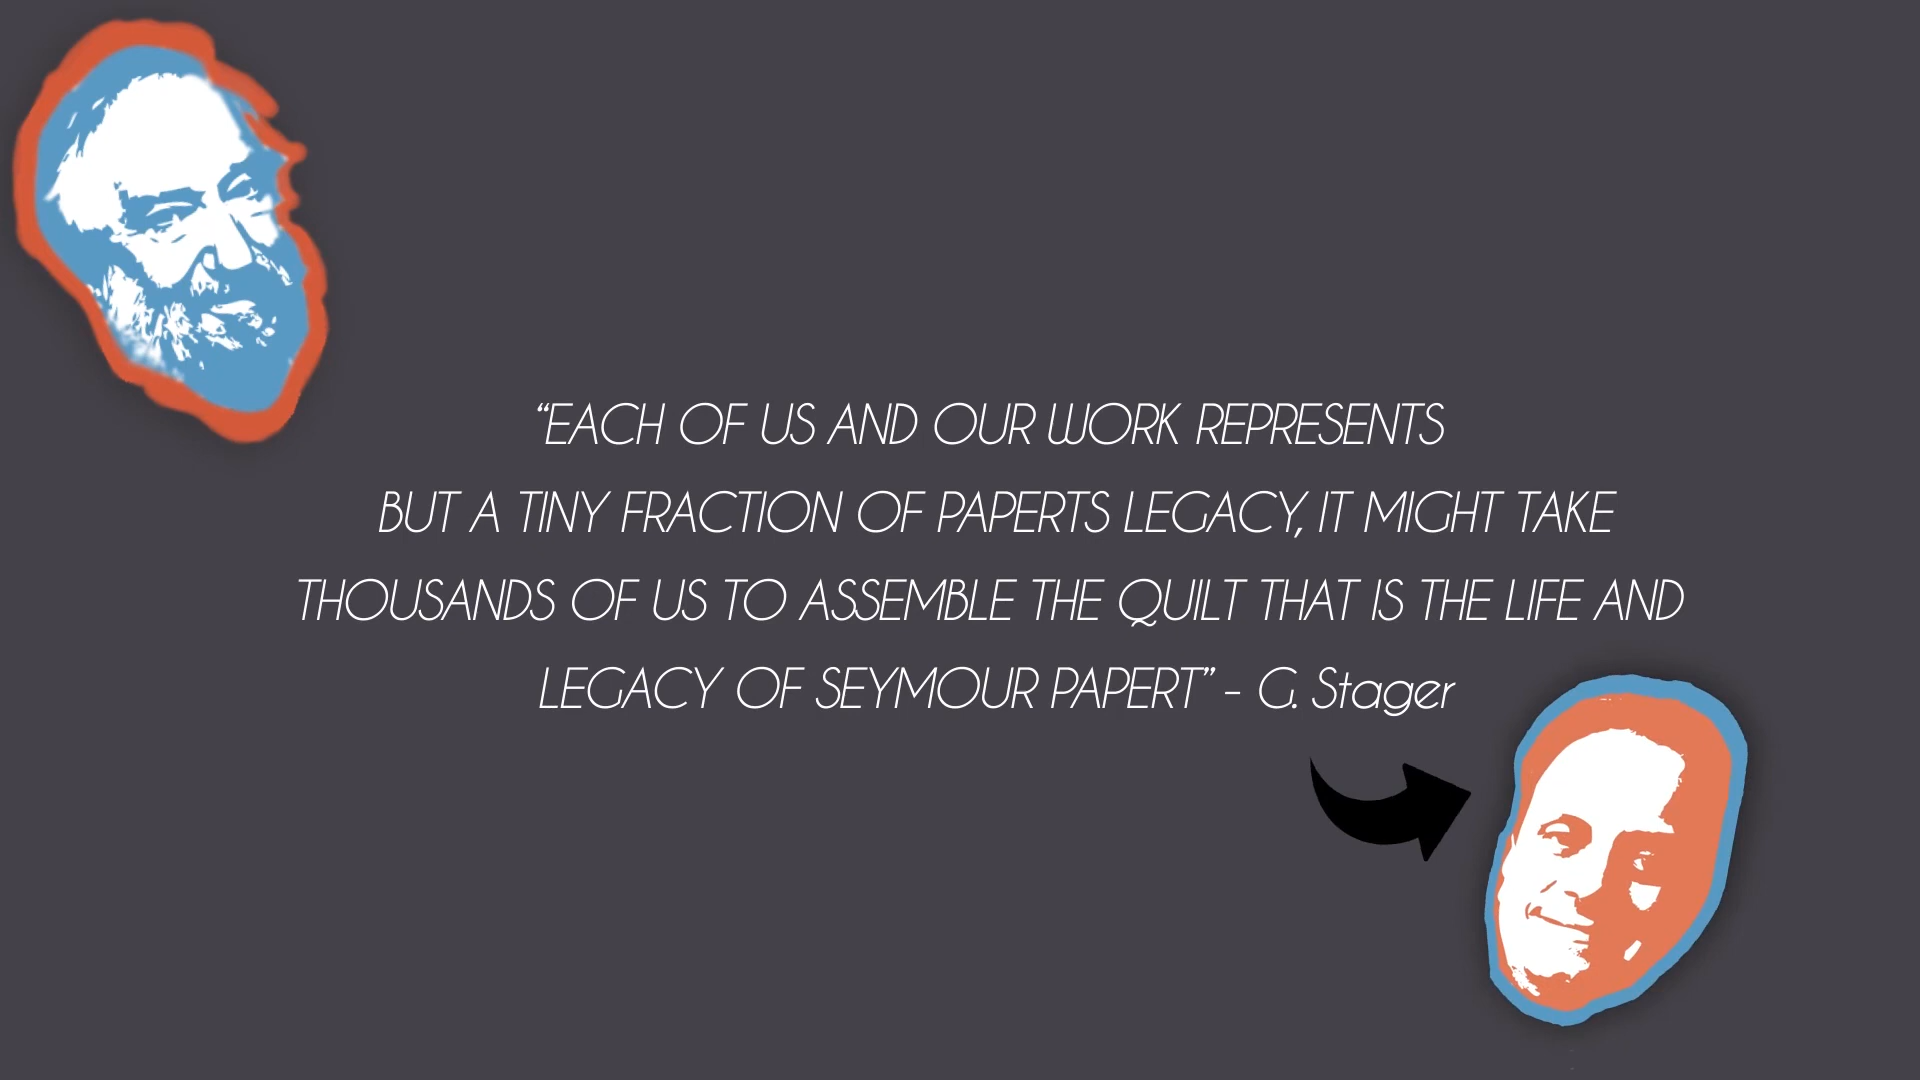 “EACH OF US AND OUR WORK REPRESENTS
BUT A TINY FRACTION OF PAPERTS LEGACY, IT MIGHT TAKE
THOUSANDS OF US TO ASSEMBLE THE QUILT THAT IS THE LIFE AND
LEGACY OF SEYMOUR PAPERT” – G. Stager